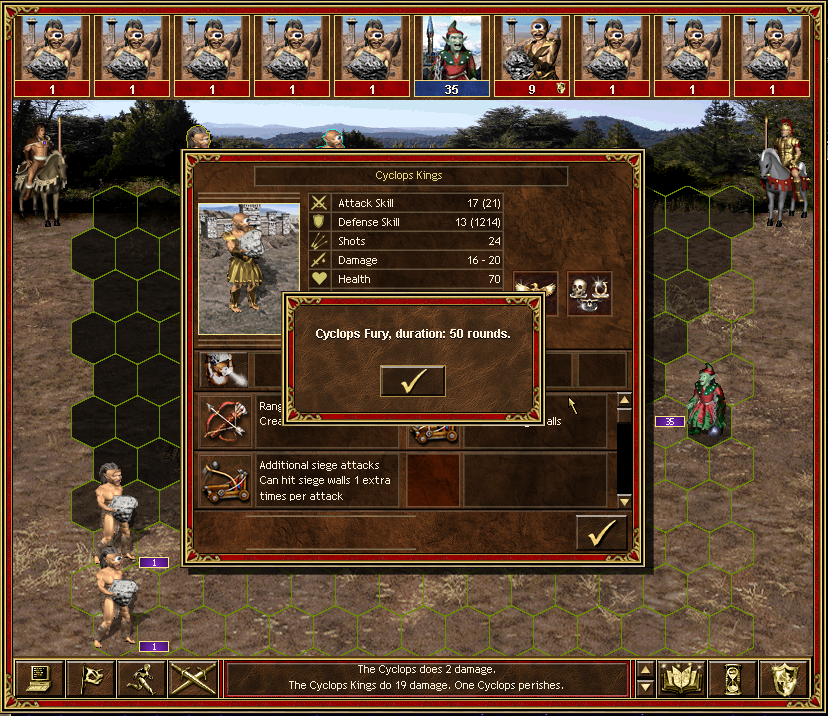 1
1
1
1
1
35
9
1
1
1
Cyclops Kings
Attack Skill 17 (21)
Defense Skill 13 (1214)
Shots 24
Damage 16 - 20
Health 70
Cyclops Fury, duration: 50 rounds.
Rang
Crea
alls
35
Additional siege attacks
Can hit siege walls 1 extra
times per attack
1
1
The Cyclops does 2 damage.
The Cyclops Kings do 19 damage. One Cyclops perishes.